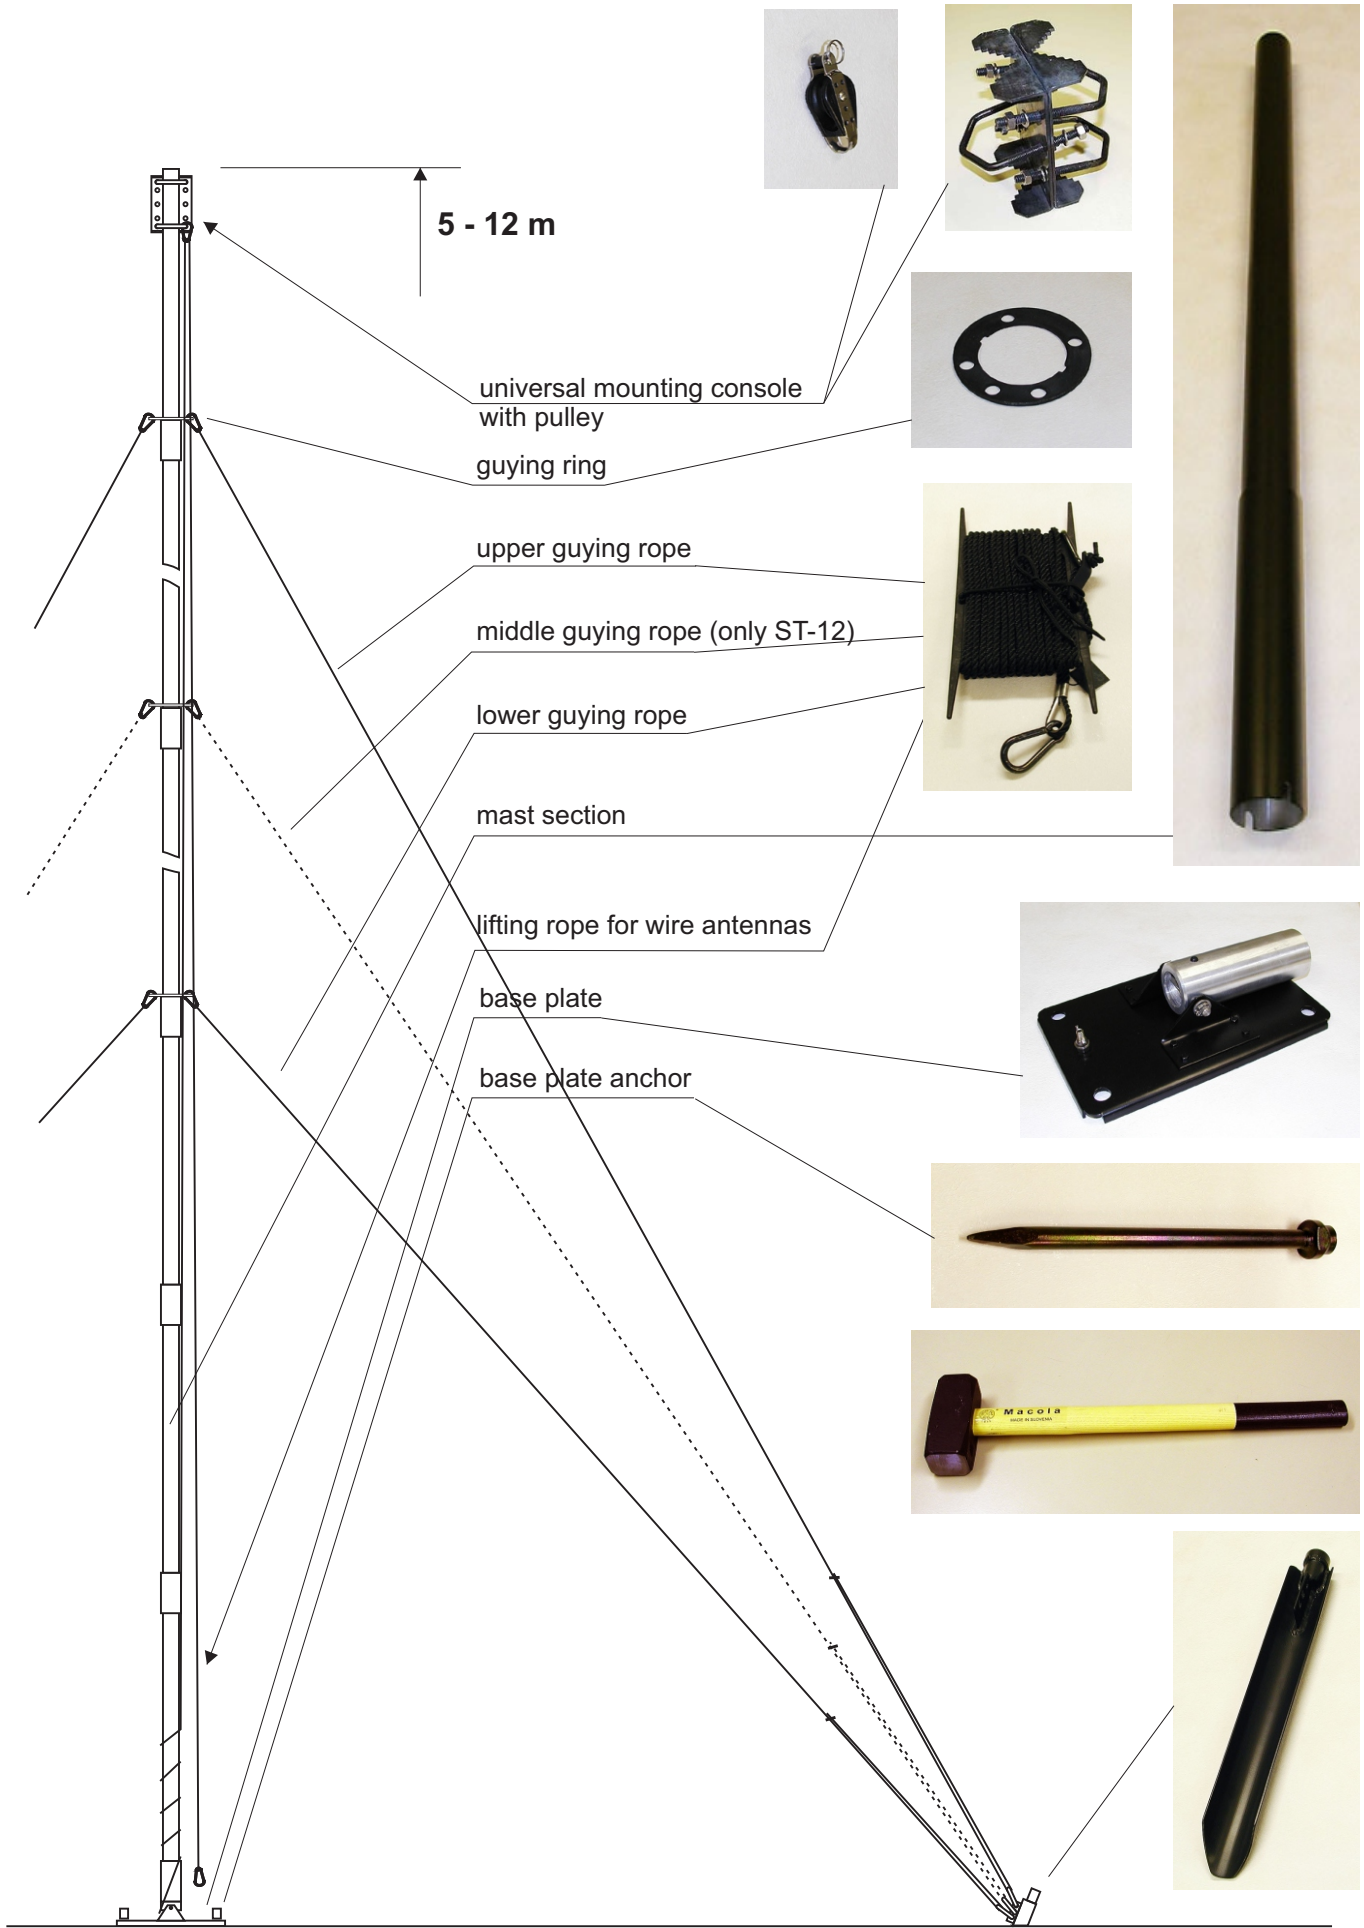 5 - 12 m
universal mounting console
with pulley
guying ring
upper guying rope
middle guying rope (only ST-12)
lower guying rope
mast section
lifting rope for wire antennas
base plate
base plate anchor
Macola
MADE IN SLOVENIA